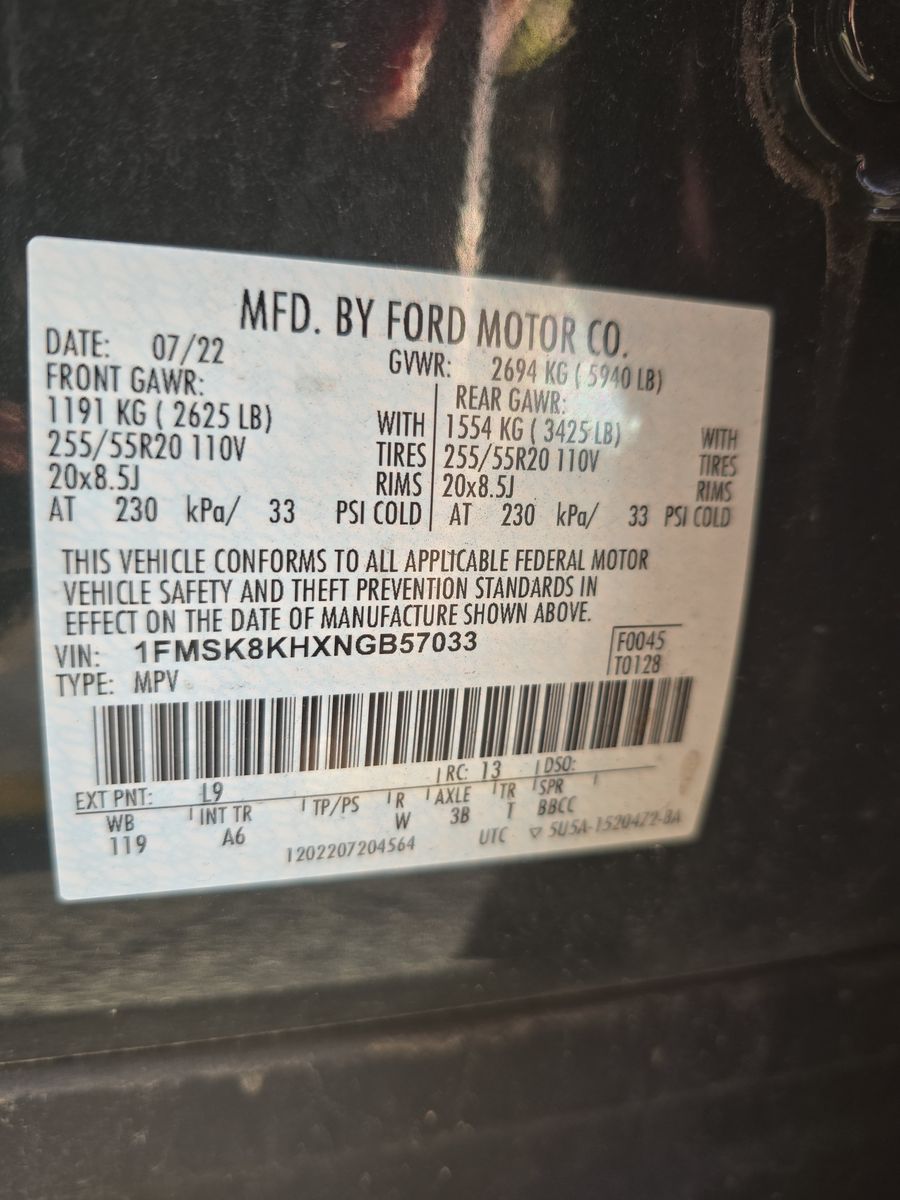 MFD. BY FORD MOTOR CO.
DATE: 07/22 GVWR: 2694 KG ( 5940 LB)
FRONT GAWR: REAR GAWR:
1191 KG ( 2625 LB) WITH 1554 KG ( 3425 LB) WITH
255/55R20 110V TIRES 255/55R20 110V TIRES
20x8.5J RIMS 20x8.5J RIMS
AT 230 kPa/ 33 PSI COLD AT 230 kPa/ 33 PSI COLD
THIS VEHICLE CONFORMS TO ALL APPLICABLE FEDERAL MOTOR
VEHICLE SAFETY AND THEFT PREVENTION STANDARDS IN
EFFECT ON THE DATE OF MANUFACTURE SHOWN ABOVE.
VIN: 1FMSK8KHXNGB57033 F0045
TYPE: MPV T0128
EXT PNT: L9 RC: 13 DSO:
WB INT TR TP/PS R AXLE TR SPR
119 A6 W 3B T BBCC
1202207204564 UTC ▽ 5U5A-1520472-BA